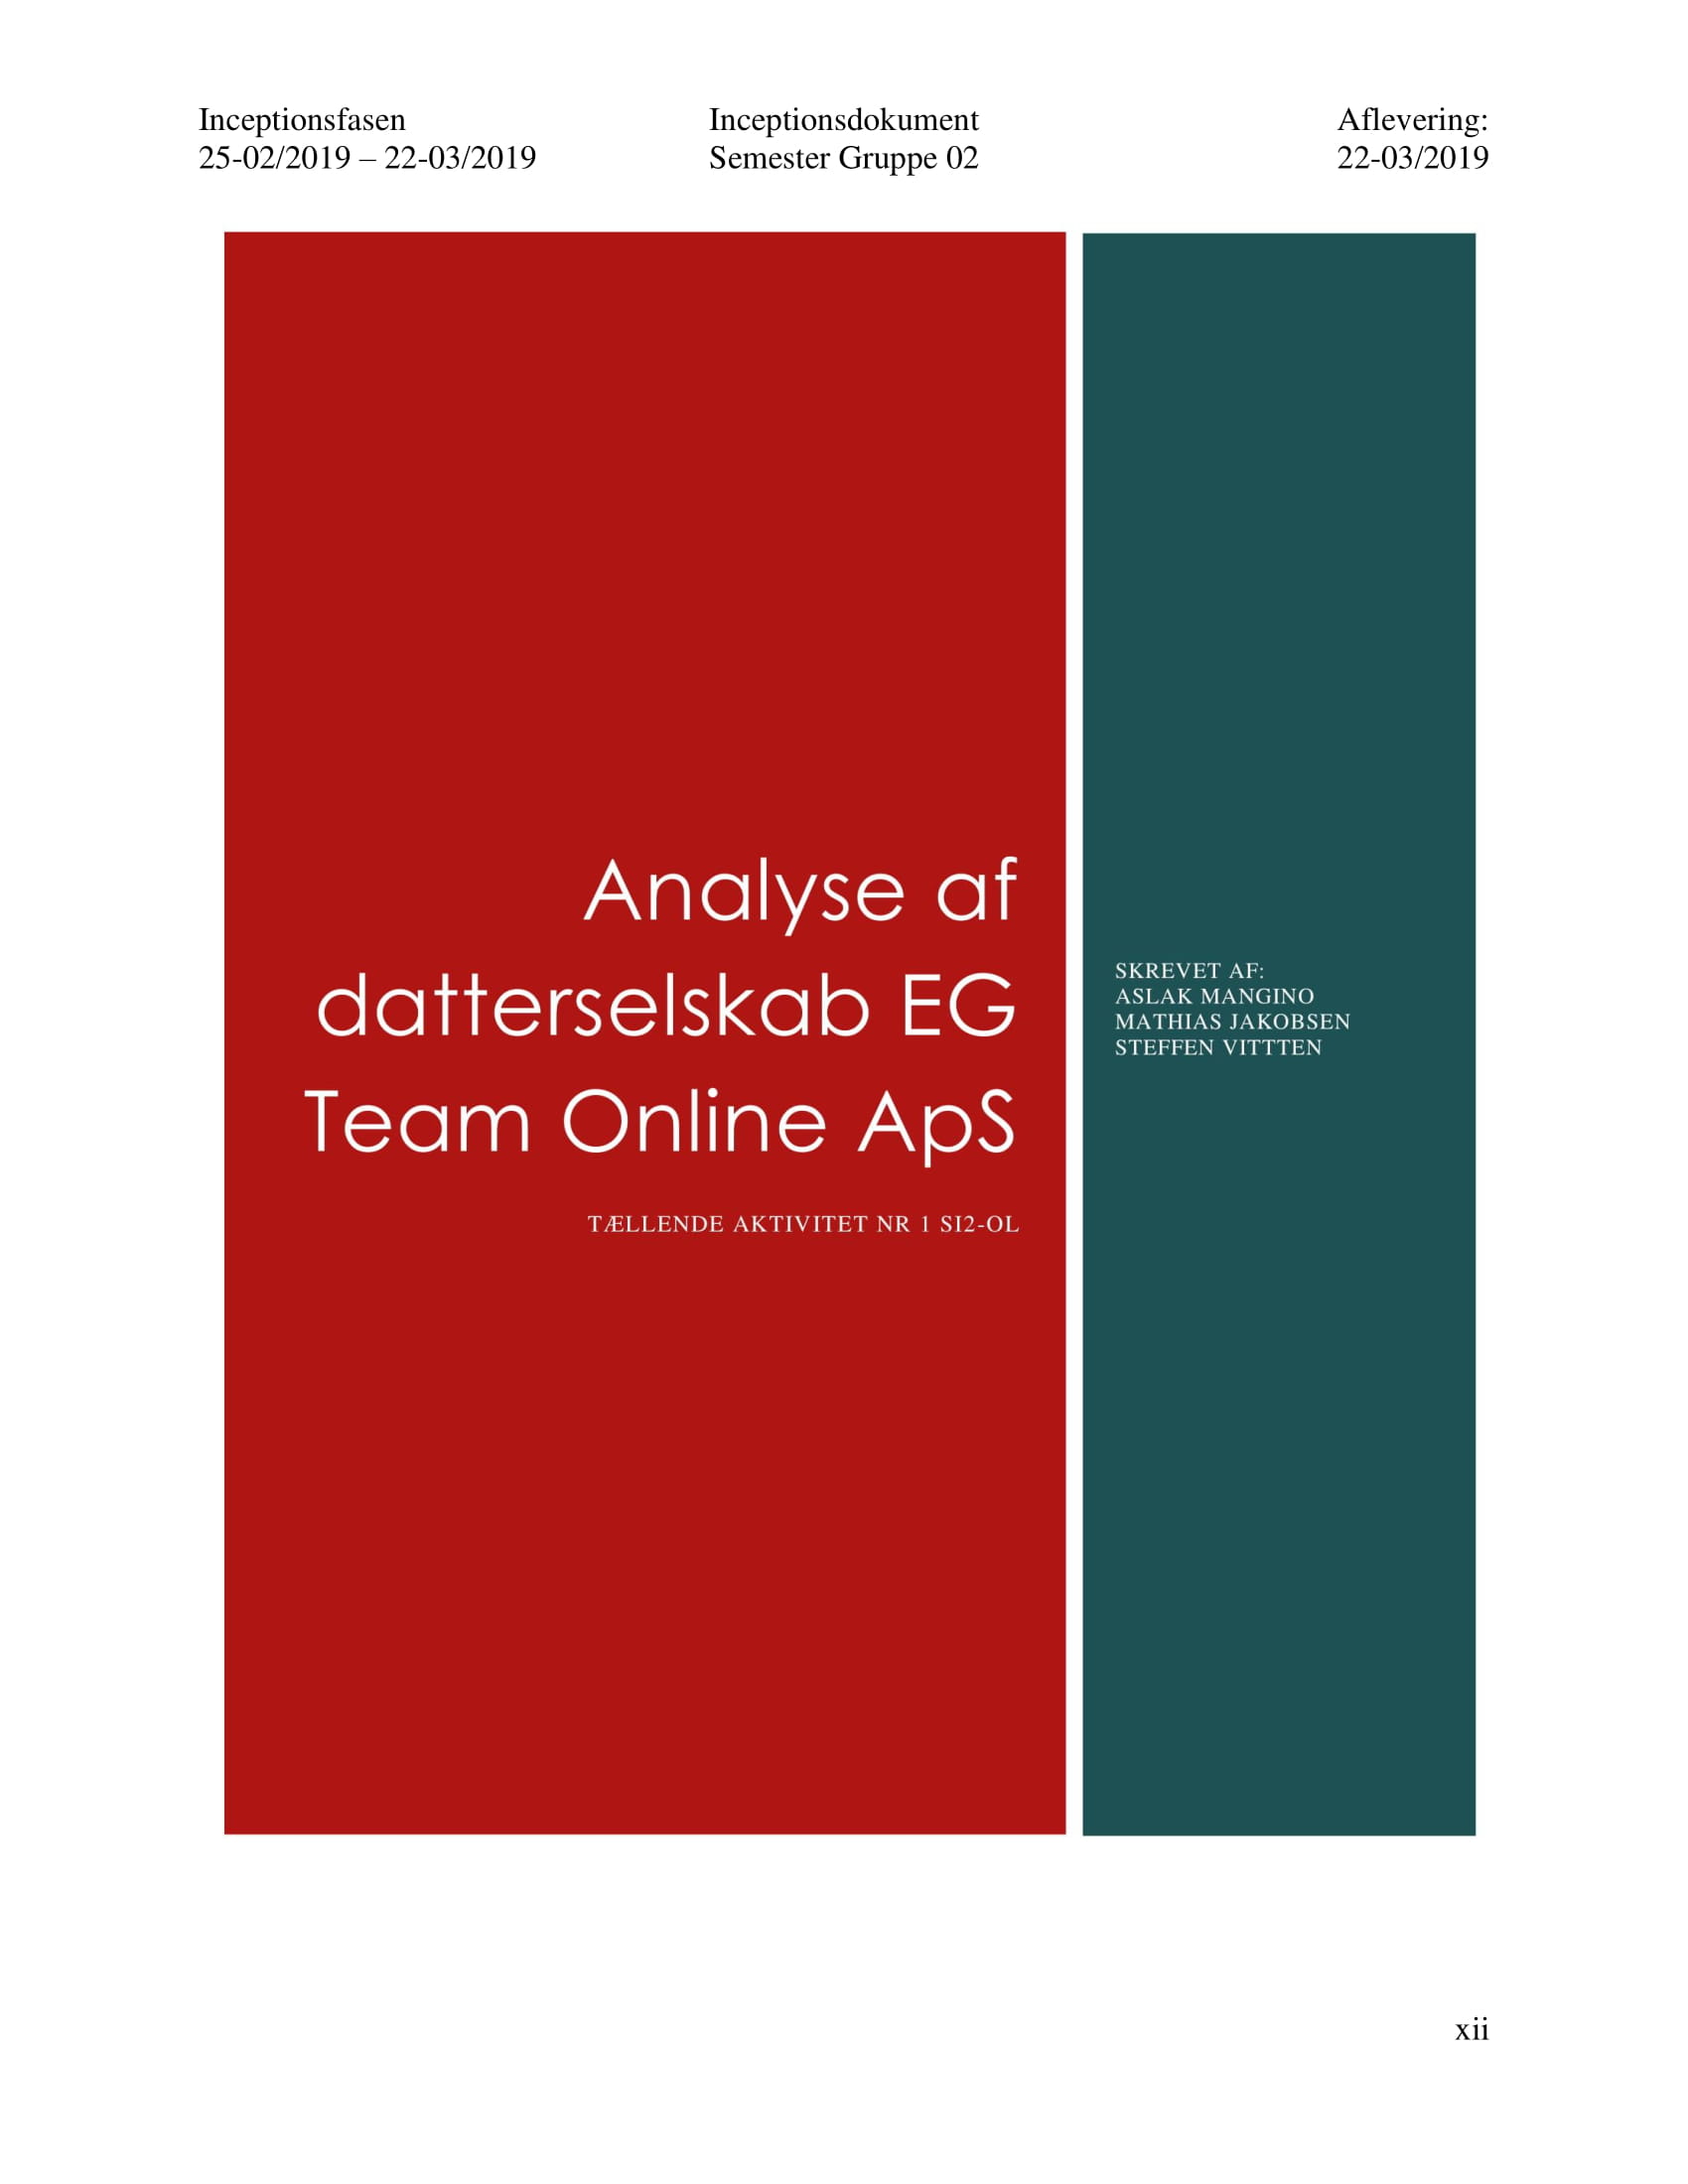 Inceptionsfasen
25-02/2019 – 22-03/2019
Inceptionsdokument
Semester Gruppe 02
Aflevering:
22-03/2019
Analyse af
datterselskab EG
Team Online ApS
TÆLLENDE AKTIVITET NR 1 SI2-OL
SKREVET AF:
ASLAK MANGINO
MATHIAS JAKOBSEN
STEFFEN VITTTEN
xii